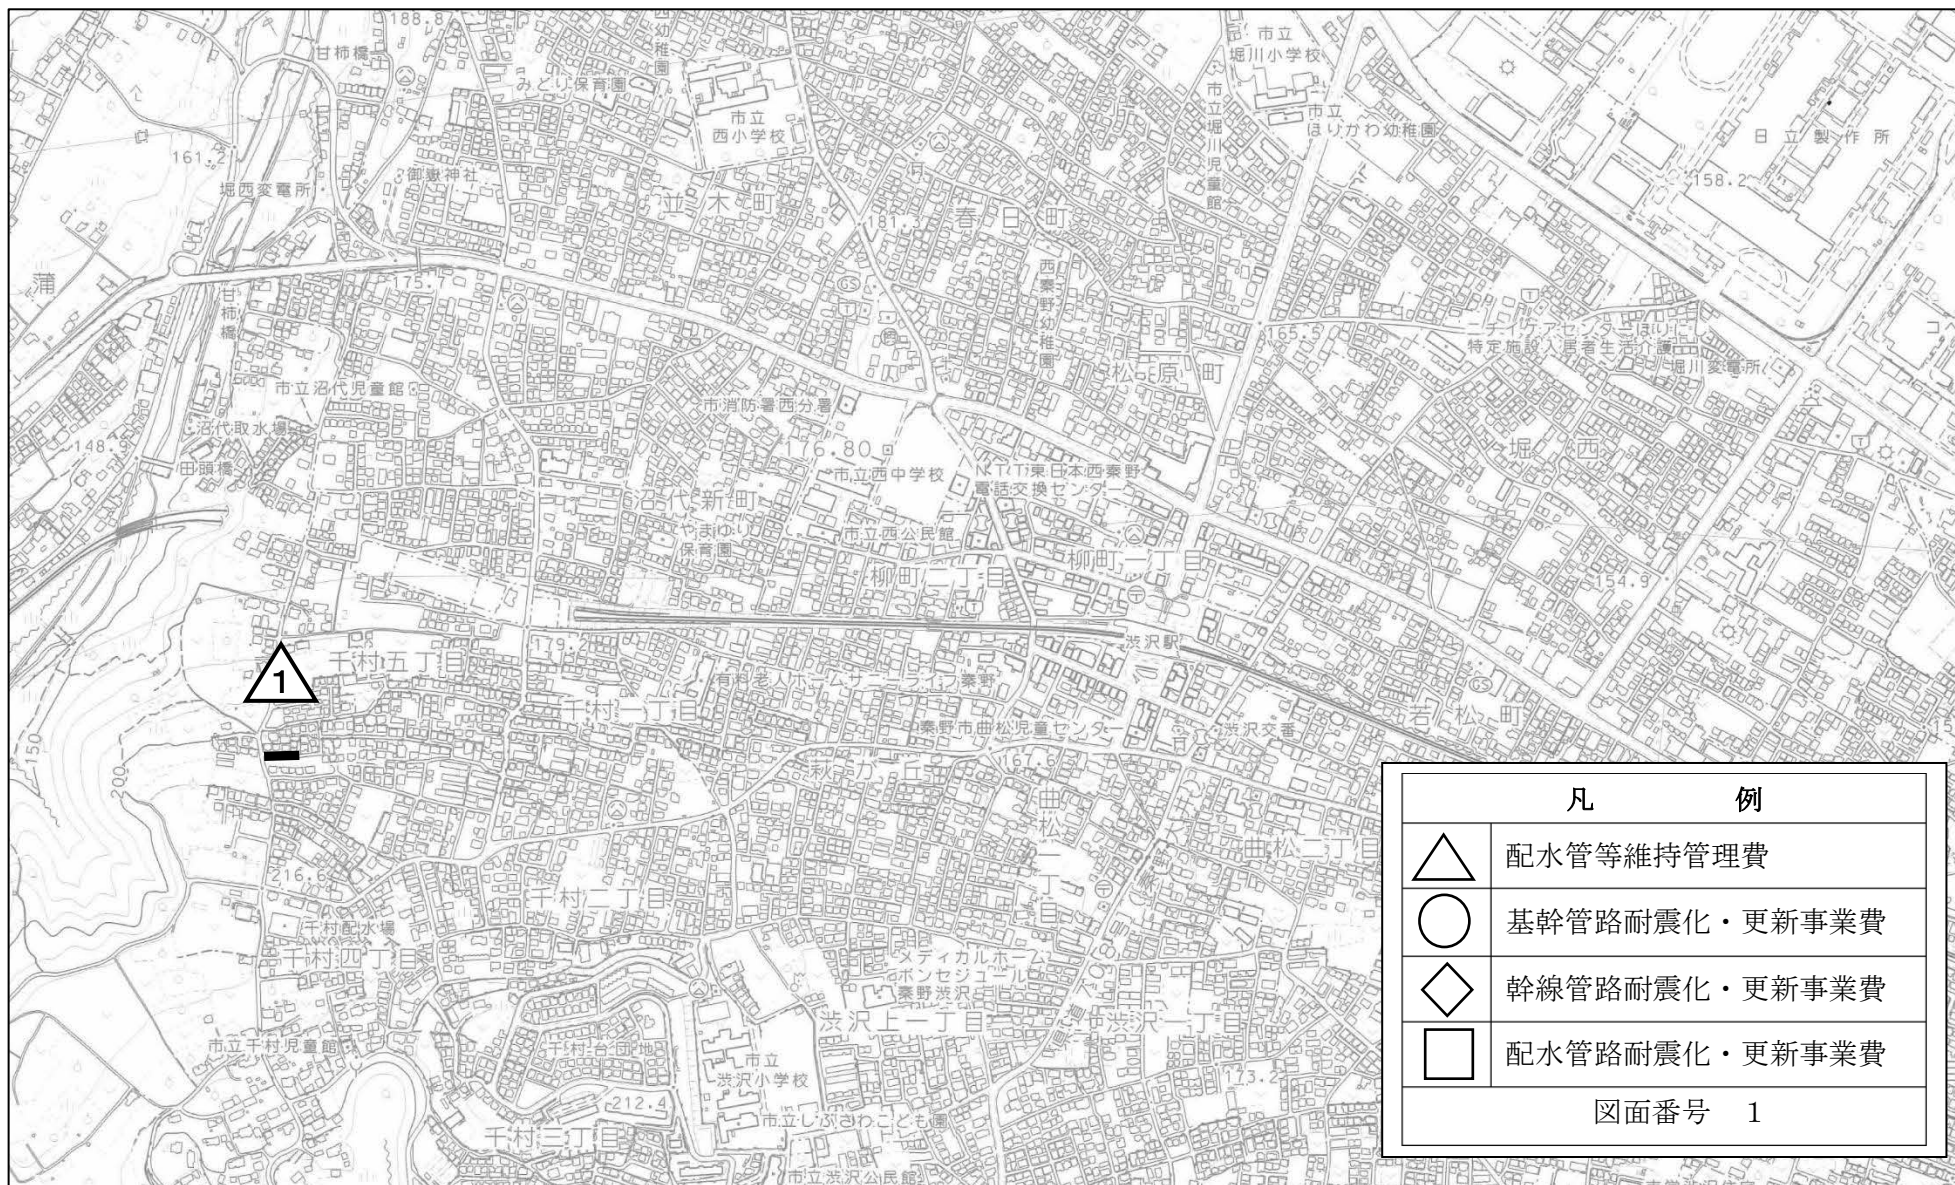 188.8
甘柿橋
みどり保育園
幼稚園
市立
西小学校
市立
堀川小学校
市立堀川児童館
市立
ほりかわ幼稚園
日立製作所
158.2
161.2
堀西変電所
御嶽神社
並木町
181.3
春日町
西秦野幼稚園
蒲
175.7
甘柿橋
GS
T
165.5
T
ニチイケアセンターほり
特定施設入居者生活介護
堀川変電所
コ
市立沼代児童館
市消防署西分署
松原町
沼代取水場
148.5
田頭橋
176.80
市立西中学校
NTT東日本西秦野
電話交換センター
堀西
T
沼代新町
やまゆり
保育園
市立西公民館
柳町二丁目
柳町一丁目
154.9
T
179.2
渋沢駅
1
千村五丁目
有料老人ホームサニーライフ秦野
千村一丁目
GS
若松町
秦野市曲松児童センター
渋沢交番
150
200
萩が丘
167.6
曲松一丁目
曲松二丁目
216.6
千村二丁目
千村配水場
千村四丁目
メディカルホーム
ボンセジュール
秦野渋沢
渋沢上二丁目
渋沢一丁目
市立千村児童館
千村台団地
市立
渋沢小学校
173.2
212.4
千村三丁目
市立しぶさわこども園
市立渋沢公民館
凡例
配水管等維持管理費
基幹管路耐震化・更新事業費
幹線管路耐震化・更新事業費
配水管路耐震化・更新事業費
図面番号 1